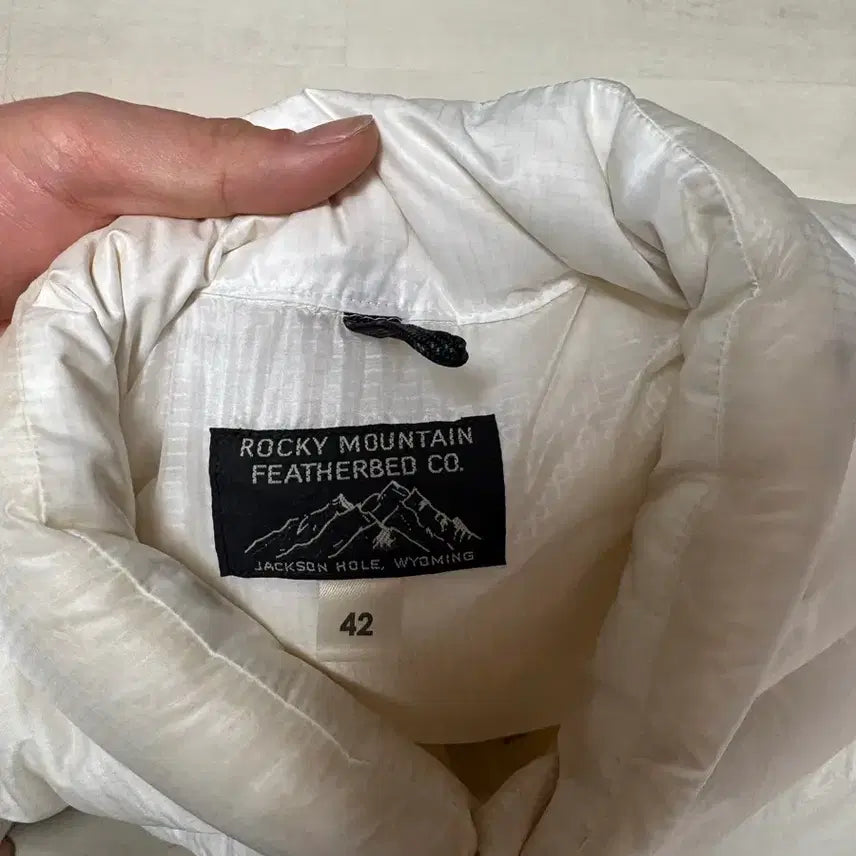 ROCKY MOUNTAIN
FEATHERBED CO.
JACKSON HOLE, WYOMING
42